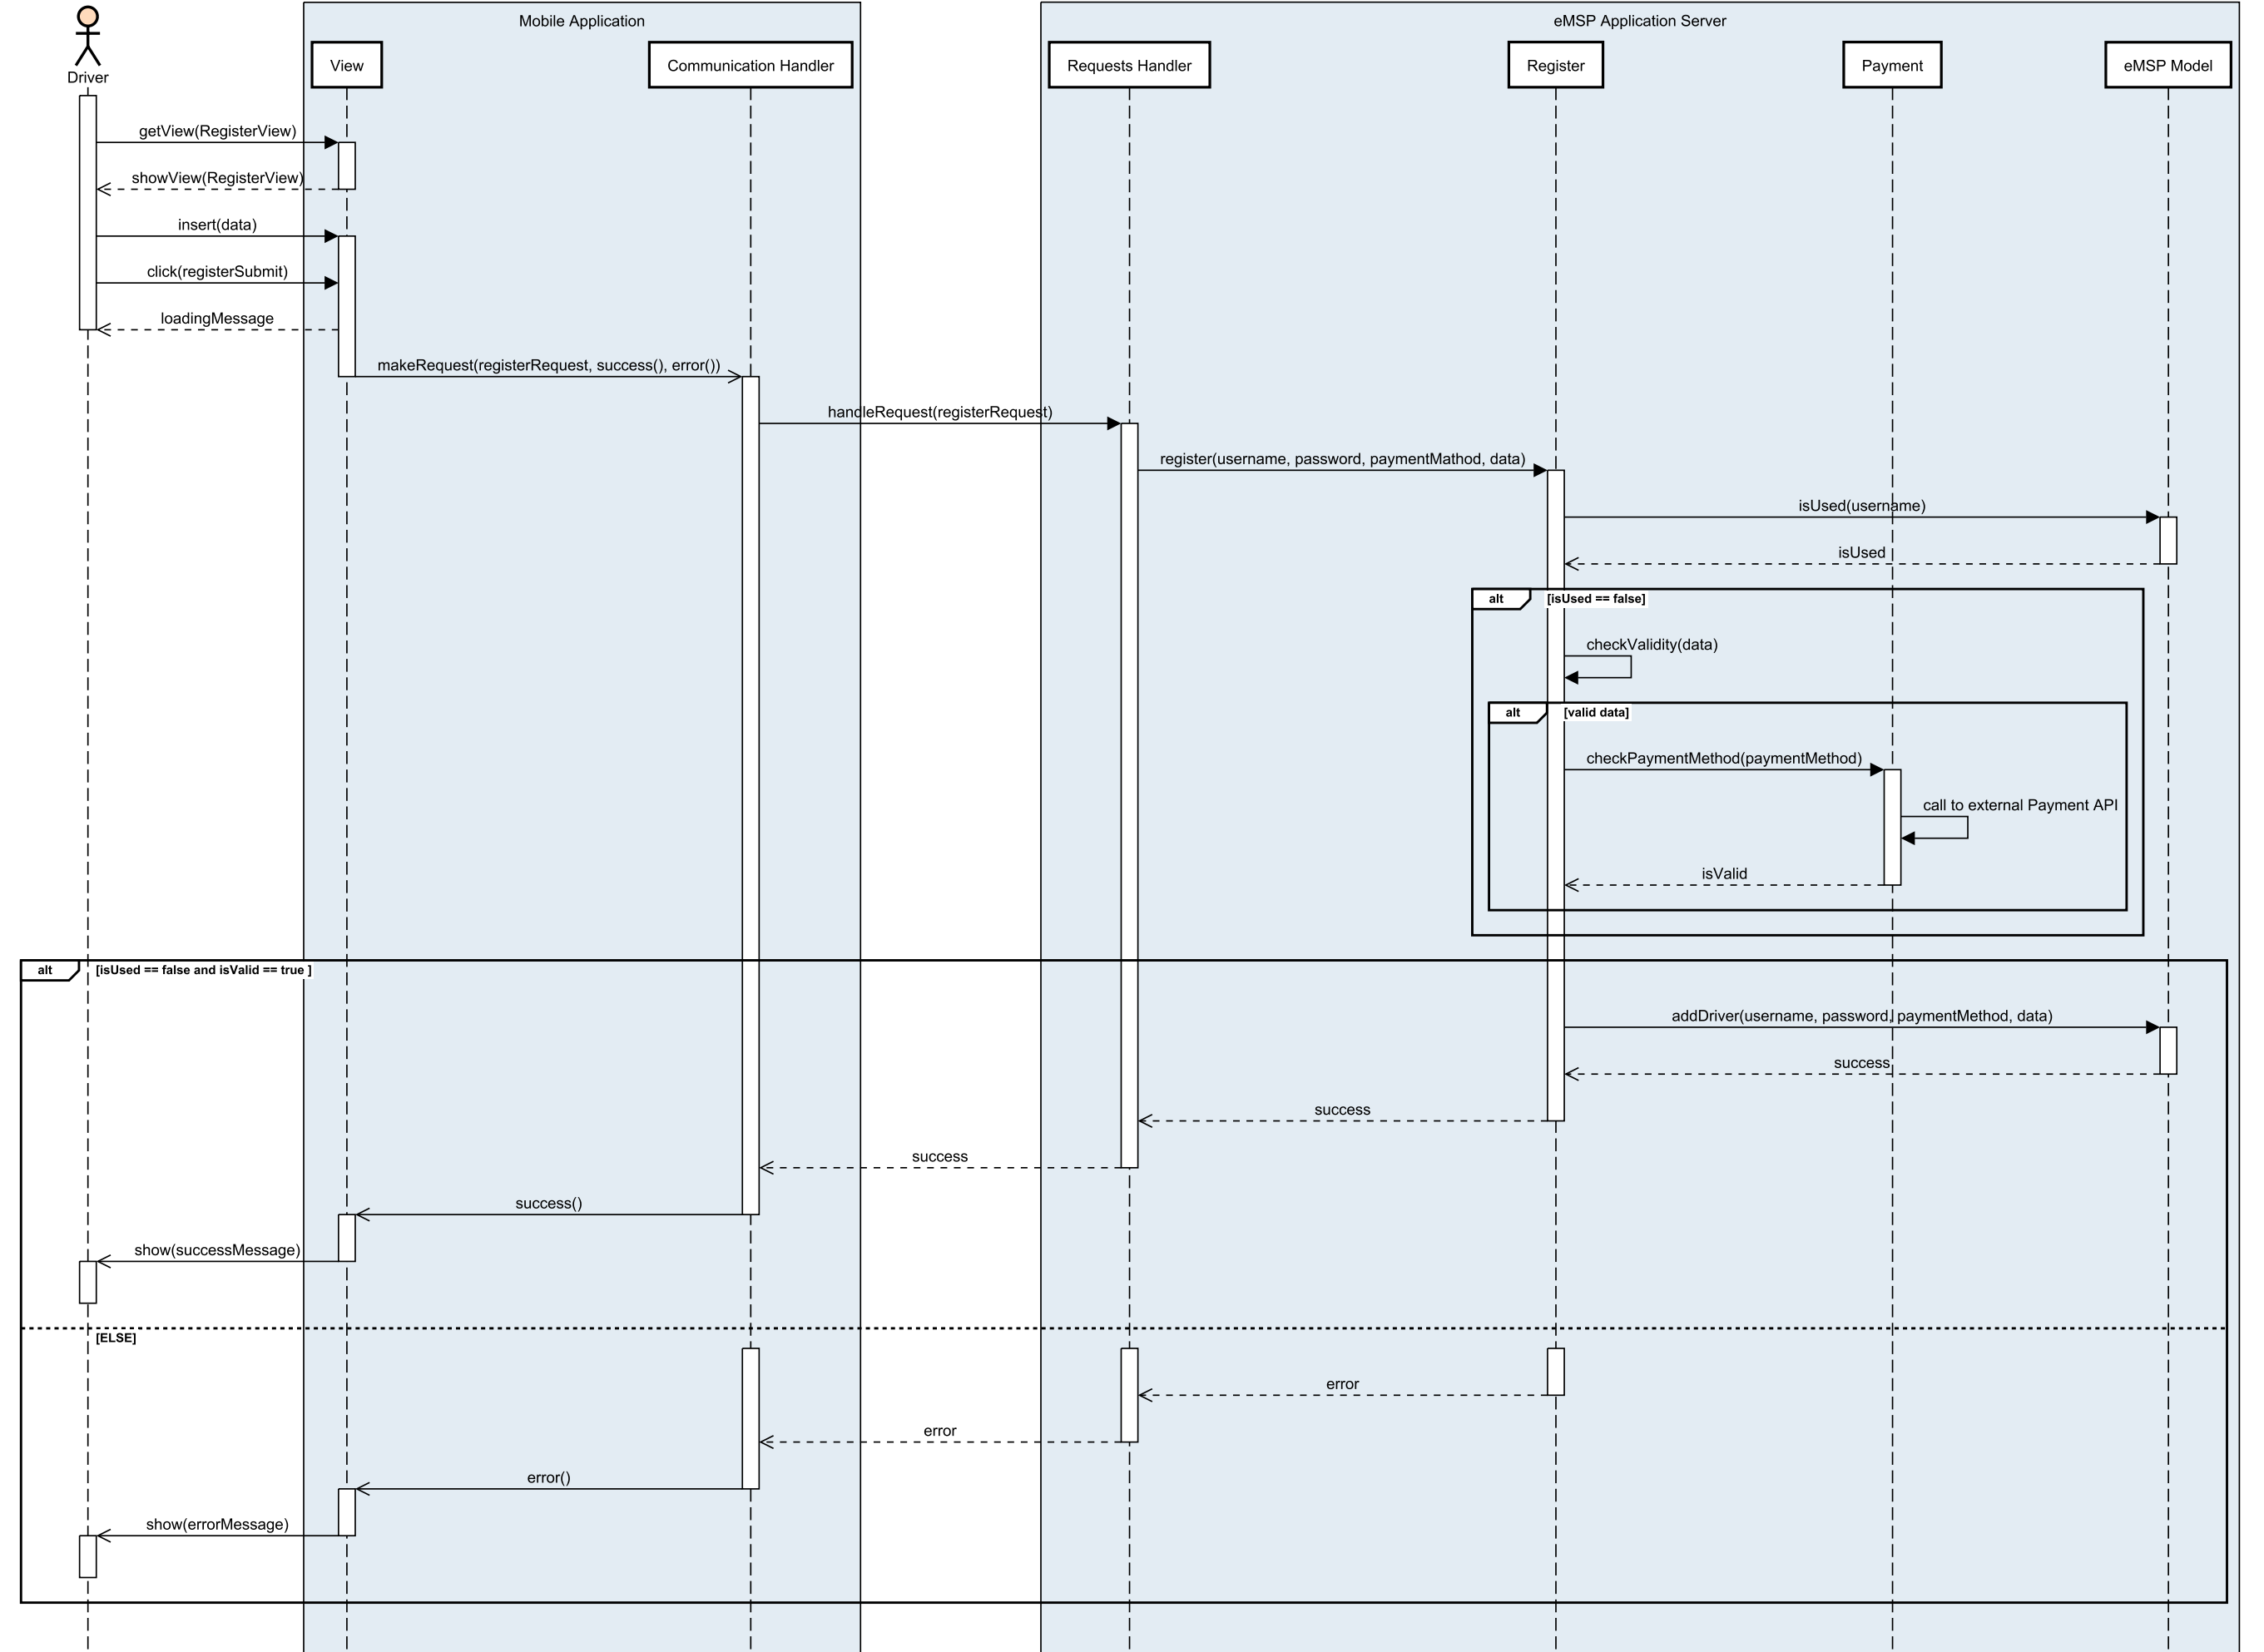 Mobile Application
eMSP Application Server
Driver
View
Communication Handler
Requests Handler
Register
Payment
eMSP Model
getView(RegisterView)
showView(RegisterView)
insert(data)
click(registerSubmit)
loadingMessage
makeRequest(registerRequest, success(), error())
handleRequest(registerRequest)
register(username, password, paymentMathod, data)
isUsed(username)
isUsed
alt [isUsed == false]
checkValidity(data)
alt [valid data]
checkPaymentMethod(paymentMethod)
call to external Payment API
isValid
alt [isUsed == false and isValid == true ]
addDriver(username, password, paymentMethod, data)
success
success
success
success()
show(successMessage)
[ELSE]
error
error
error()
show(errorMessage)